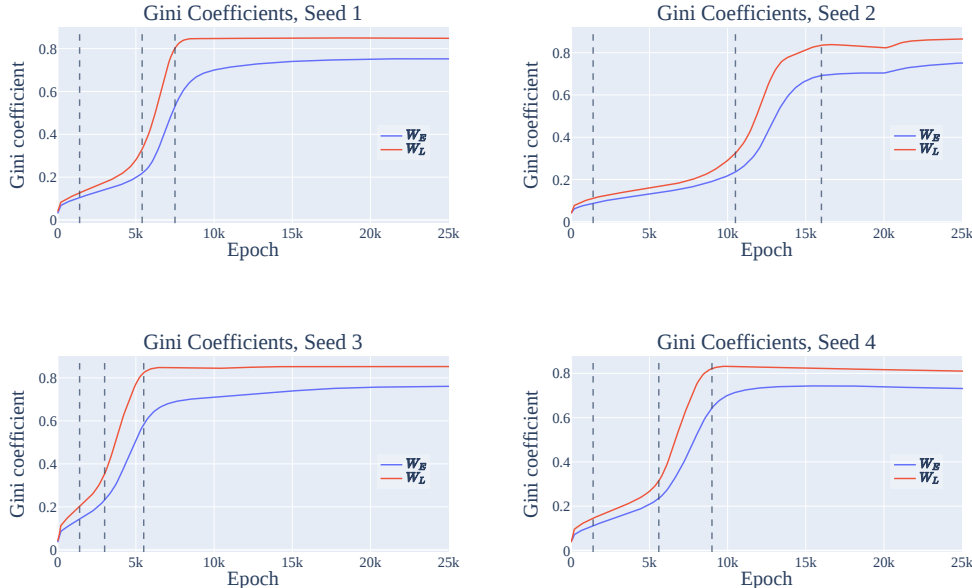 Gini Coefficients, Seed 1
Gini coefficient
0.8
0.6
0.4
0.2
0
0
5k
10k
15k
20k
25k
Epoch
W_E
W_L
Gini Coefficients, Seed 2
Gini coefficient
0.8
0.6
0.4
0.2
0
0
5k
10k
15k
20k
25k
Epoch
W_E
W_L
Gini Coefficients, Seed 3
Gini coefficient
0.8
0.6
0.4
0.2
0
0
5k
10k
15k
20k
25k
Epoch
W_E
W_L
Gini Coefficients, Seed 4
Gini coefficient
0.8
0.6
0.4
0.2
0
0
5k
10k
15k
20k
25k
Epoch
W_E
W_L